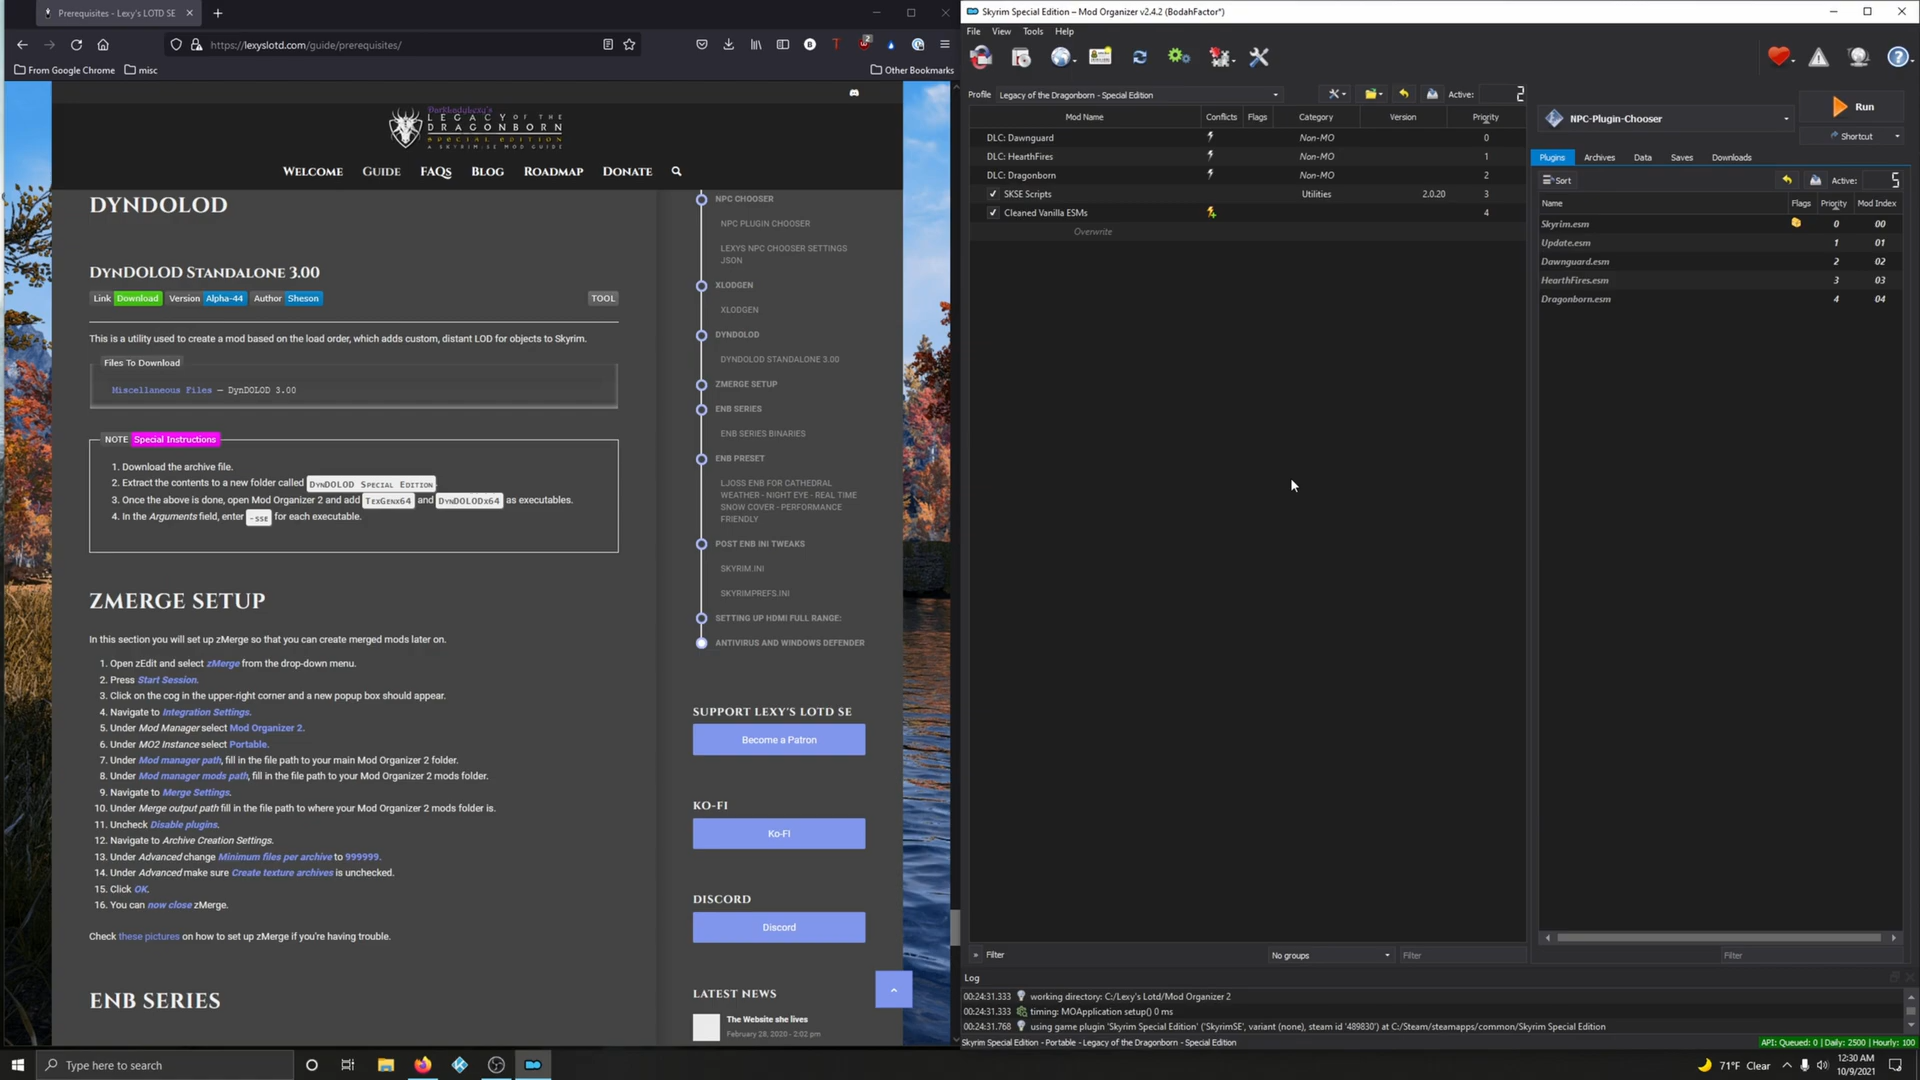 Prerequisites - Lexy's LOTD SE
https://lexyslotd.com/guide/prerequisites/
2
From Google Chrome
misc
Other Bookmarks
DarkladyLexy's
LEGACY OF THE
DRAGONBORN
SPECIAL EDITION
A SKYRIM-SE MOD GUIDE
WELCOME
GUIDE
FAQS
BLOG
ROADMAP
DONATE
DYNDOLOD
DYNDOLOD STANDALONE 3.00
Link Download Version Alpha-44 Author Sheson
TOOL
This is a utility used to create a mod based on the load order, which adds custom, distant LOD for objects to Skyrim.
Files To Download
Miscellaneous Files — DynDOLOD 3.00
NOTE Special Instructions
1. Download the archive file.
2. Extract the contents to a new folder called DYNDOLOD SPECIAL EDITION
3. Once the above is done, open Mod Organizer 2 and add TEXGENX64 and DYNDOLODX64 as executables.
4. In the Arguments field, enter -SSE for each executable.
ZMERGE SETUP
In this section you will set up zMerge so that you can create merged mods later on.
1. Open zEdit and select zMerge from the drop-down menu.
2. Press Start Session.
3. Click on the cog in the upper-right corner and a new popup box should appear.
4. Navigate to Integration Settings.
5. Under Mod Manager select Mod Organizer 2.
6. Under MO2 Instance select Portable.
7. Under Mod manager path, fill in the file path to your main Mod Organizer 2 folder.
8. Under Mod manager mods path, fill in the file path to your Mod Organizer 2 mods folder.
9. Navigate to Merge Settings.
10. Under Merge output path fill in the file path to where your Mod Organizer 2 mods folder is.
11. Uncheck Disable plugins.
12. Navigate to Archive Creation Settings.
13. Under Advanced change Minimum files per archive to 999999.
14. Under Advanced make sure Create texture archives is unchecked.
15. Click OK.
16. You can now close zMerge.
Check these pictures on how to set up zMerge if you're having trouble.
ENB SERIES
NPC CHOOSER
NPC PLUGIN CHOOSER
LEXYS NPC CHOOSER SETTINGS
JSON
XLODGEN
XLODGEN
DYNDOLOD
DYNDOLOD STANDALONE 3.00
ZMERGE SETUP
ENB SERIES
ENB SERIES BINARIES
ENB PRESET
LJOSS ENB FOR CATHEDRAL
WEATHER - NIGHT EYE - REAL TIME
SNOW COVER - PERFORMANCE
FRIENDLY
POST ENB INI TWEAKS
SKYRIM.INI
SKYRIMPREFS.INI
SETTING UP HDMI FULL RANGE:
ANTIVIRUS AND WINDOWS DEFENDER
SUPPORT LEXY'S LOTD SE
Become a Patron
KO-FI
Ko-FI
DISCORD
Discord
LATEST NEWS
The Website she lives
February 28, 2020 - 2:02 pm
Skyrim Special Edition – Mod Organizer v2.4.2 (BodahFactor*)
File View Tools Help
Profile Legacy of the Dragonborn - Special Edition
Active: 2
Mod Name Conflicts Flags Category Version Priority
DLC: Dawnguard Non-MO 0
DLC: HearthFires Non-MO 1
DLC: Dragonborn Non-MO 2
SKSE Scripts Utilities 2.0.20 3
Cleaned Vanilla ESMs 4
Overwrite
» Filter
No groups
Filter
NPC-Plugin-Chooser
Run
Shortcut
Plugins Archives Data Saves Downloads
Sort
Active: 5
Name Flags Priority Mod Index
Skyrim.esm 0 00
Update.esm 1 01
Dawnguard.esm 2 02
HearthFires.esm 3 03
Dragonborn.esm 4 04
Filter
Log
00:24:31.333 working directory: C:/Lexy's Lotd/Mod Organizer 2
00:24:31.333 timing: MOApplication setup() 0 ms
00:24:31.768 using game plugin 'Skyrim Special Edition' ('SkyrimSE', variant (none), steam id '489830') at C:/Steam/steamapps/common/Skyrim Special Edition
Skyrim Special Edition - Portable - Legacy of the Dragonborn - Special Edition
API: Queued: 0 | Daily: 2500 | Hourly: 100
Type here to search
71°F Clear
12:30 AM
10/9/2021